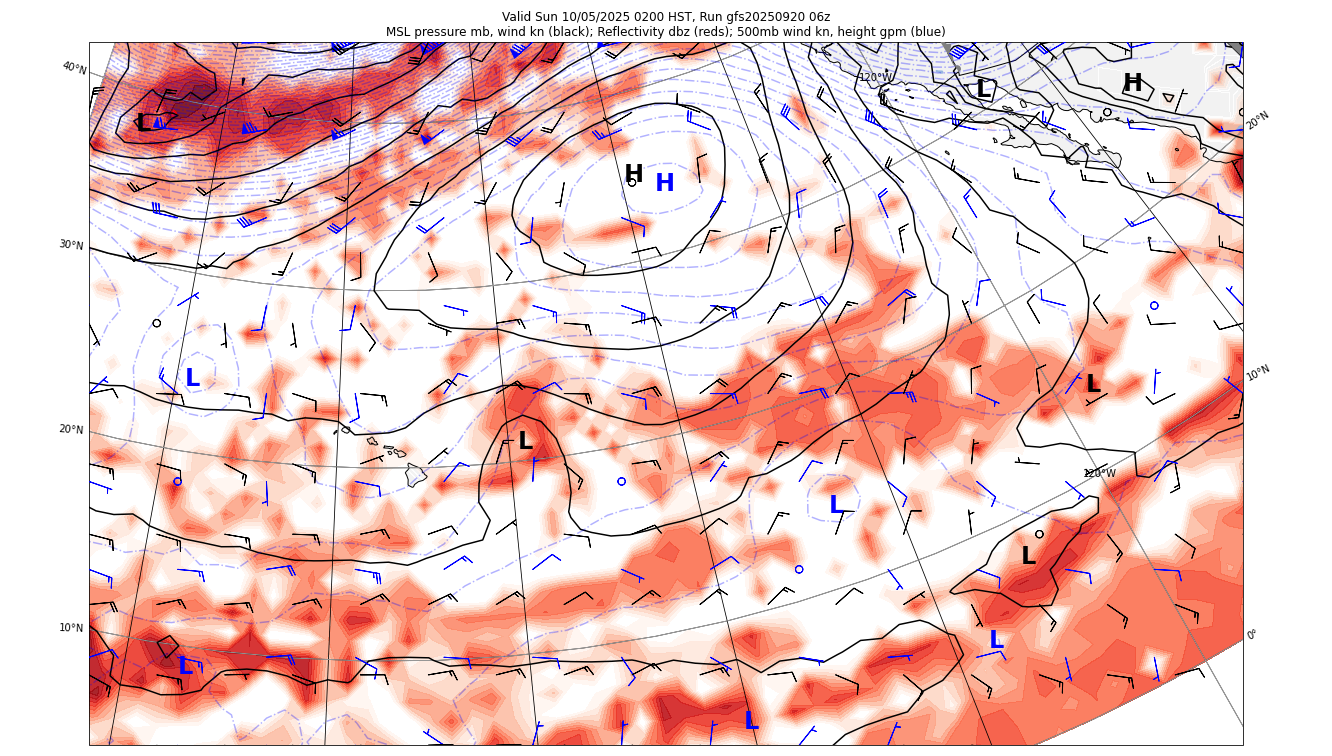 Valid Sun 10/05/2025 0200 HST, Run gfs20250920 06z
MSL pressure mb, wind kn (black); Reflectivity dbz (reds); 500mb wind kn, height gpm (blue)
40°N
120°W
L
H
20°N
L
H
H
30°N
L
L
10°N
20°N
L
120°W
L
L
10°N
L
0°
L
L